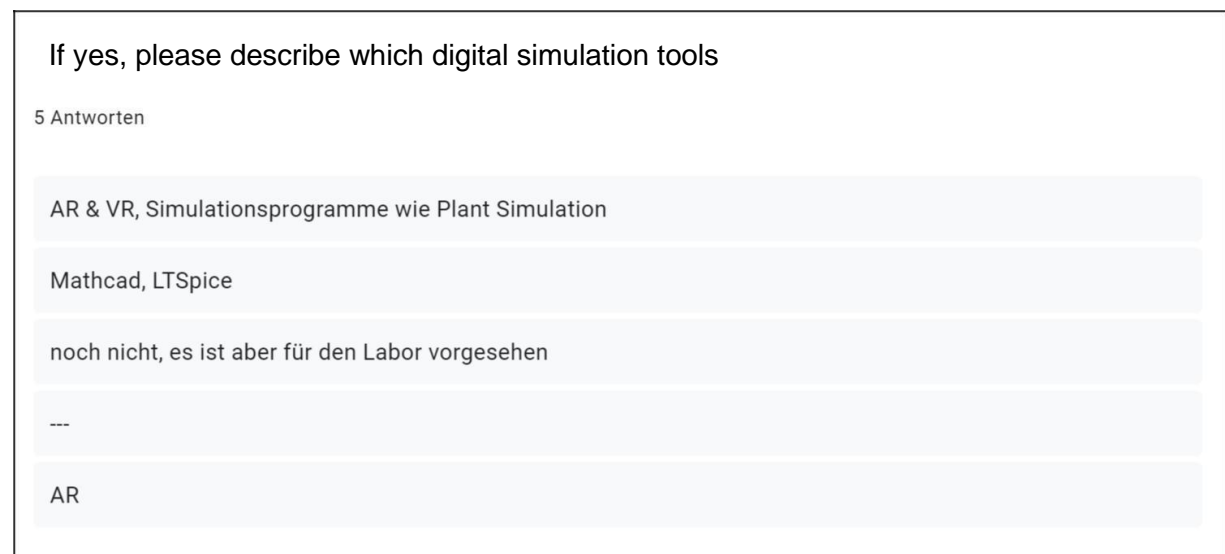 If yes, please describe which digital simulation tools
5 Antworten
AR & VR, Simulationsprogramme wie Plant Simulation
Mathcad, LTSpice
noch nicht, es ist aber für den Labor vorgesehen
---
AR